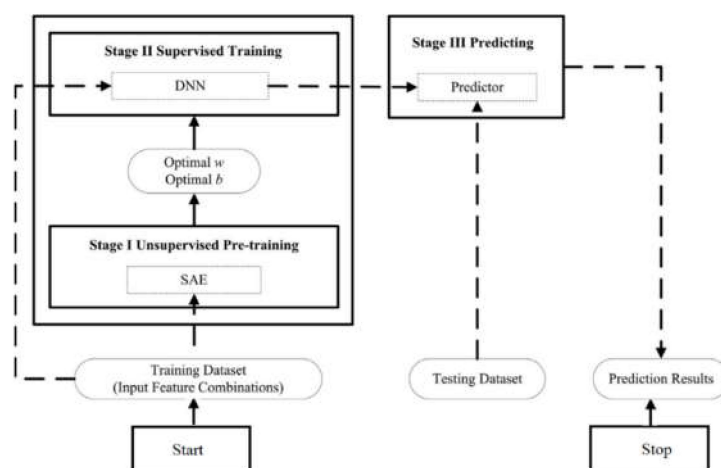 Stage II Supervised Training
DNN
Stage III Predicting
Predictor
Optimal w
Optimal b
Stage I Unsupervised Pre-training
SAE
Training Dataset
(Input Feature Combinations)
Testing Dataset
Prediction Results
Start
Stop